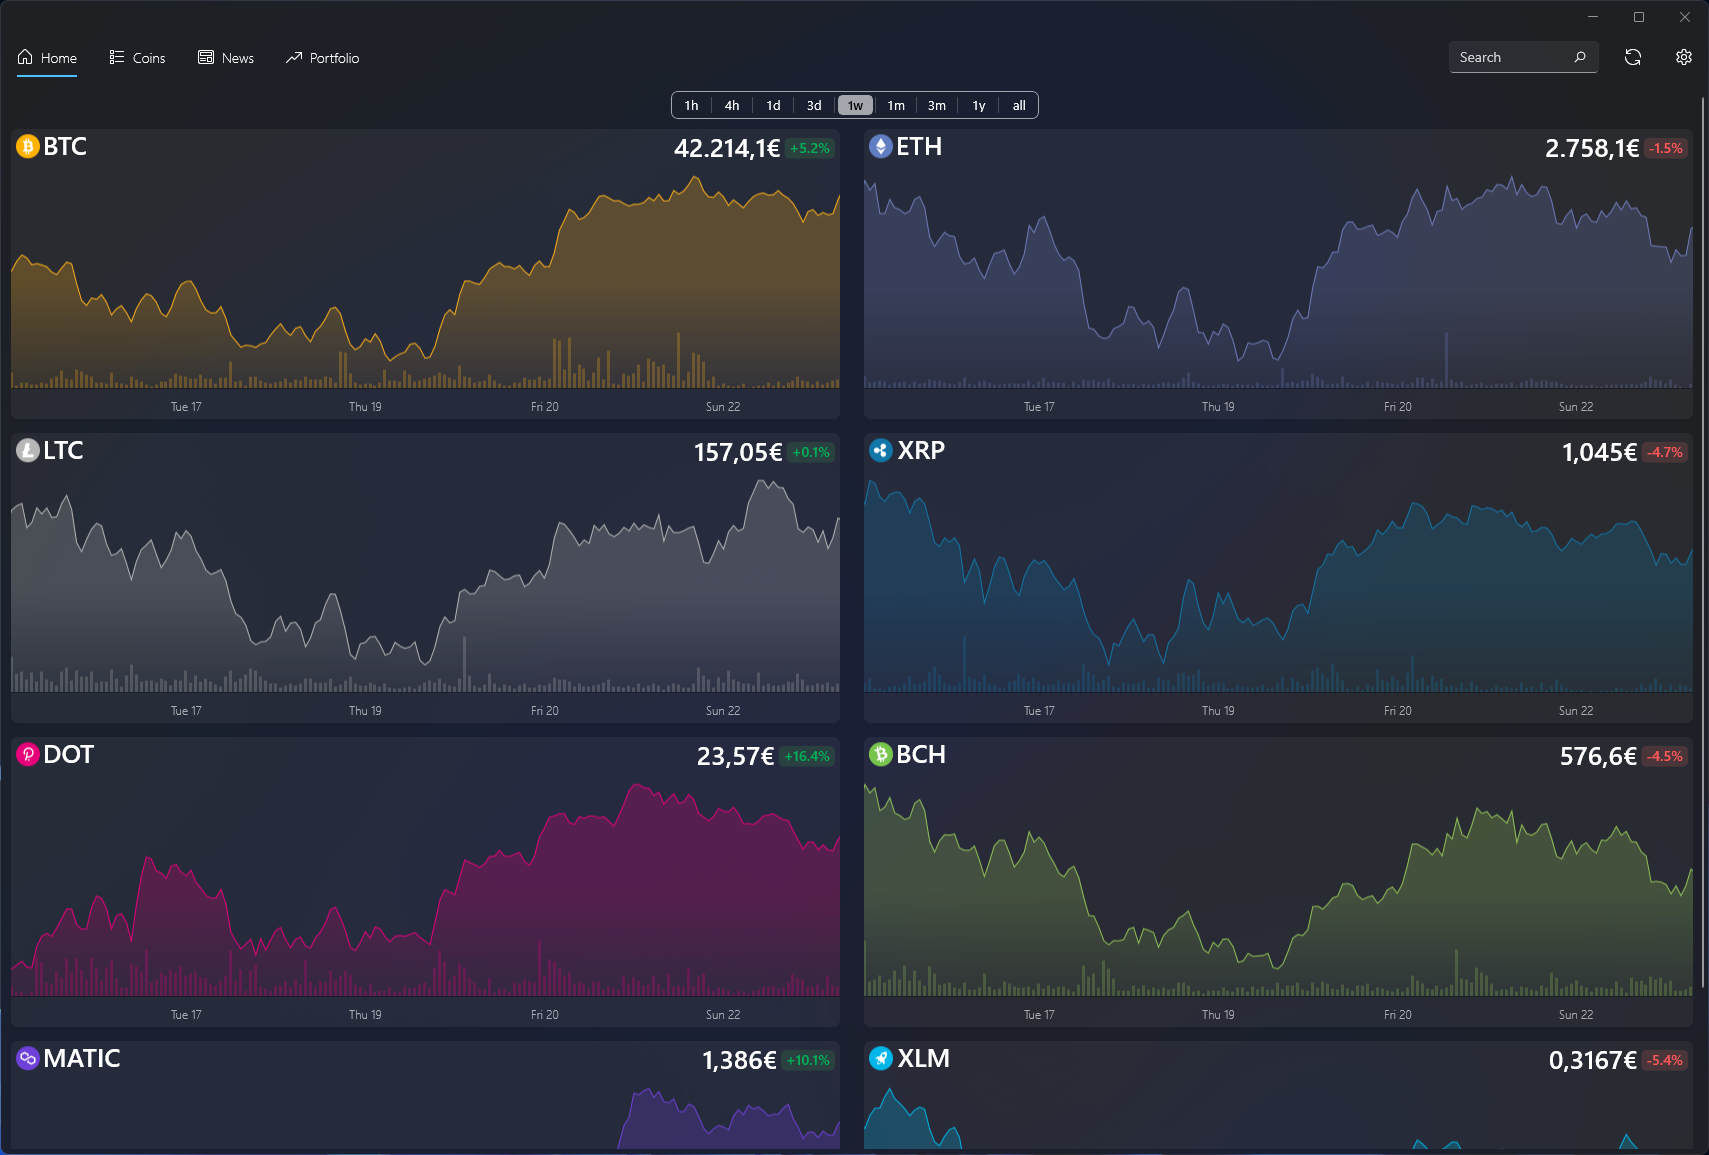 Home Coins News Portfolio Search
1h 4h 1d 3d 1w 1m 3m 1y all
BTC 42.214,1€ +5.2%
Tue 17 Thu 19 Fri 20 Sun 22
ETH 2.758,1€ -1.5%
Tue 17 Thu 19 Fri 20 Sun 22
LTC 157,05€ +0.1%
Tue 17 Thu 19 Fri 20 Sun 22
XRP 1,045€ -4.7%
Tue 17 Thu 19 Fri 20 Sun 22
DOT 23,57€ +16.4%
Tue 17 Thu 19 Fri 20 Sun 22
BCH 576,6€ -4.5%
Tue 17 Thu 19 Fri 20 Sun 22
MATIC 1,386€ +10.1%
XLM 0,3167€ -5.4%